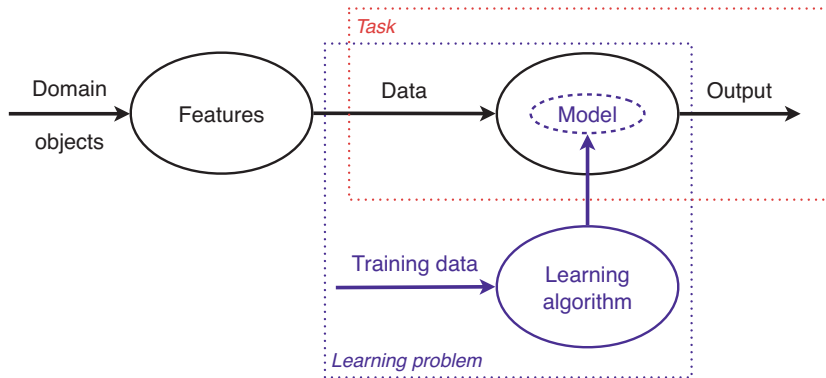 Task
Domain
objects
Features
Data
Model
Output
Training data
Learning
algorithm
Learning problem